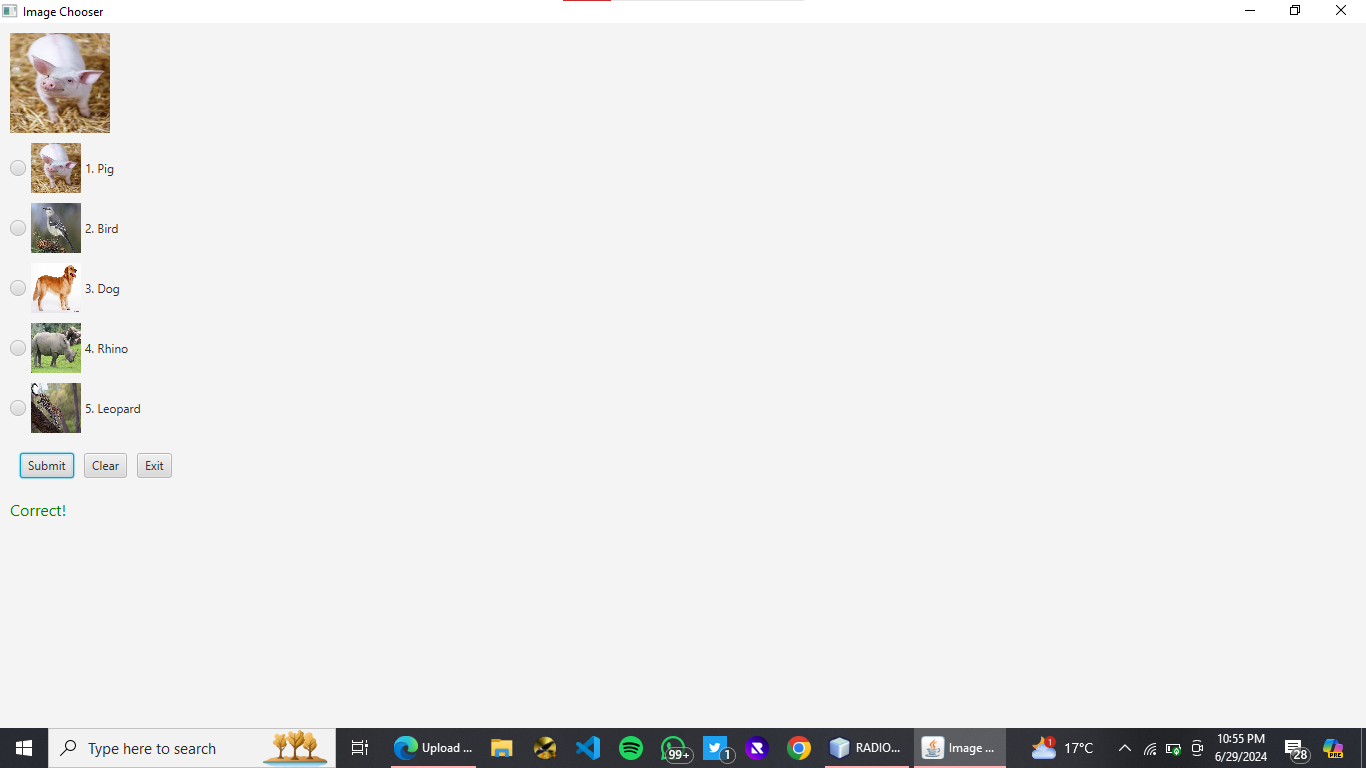 Image Chooser
1. Pig
2. Bird
3. Dog
4. Rhino
5. Leopard
Submit Clear Exit
Correct!
Type here to search
Upload ...
99+
1
RADIO...
Image ...
1
17°C
10:55 PM
6/29/2024
28
PRE